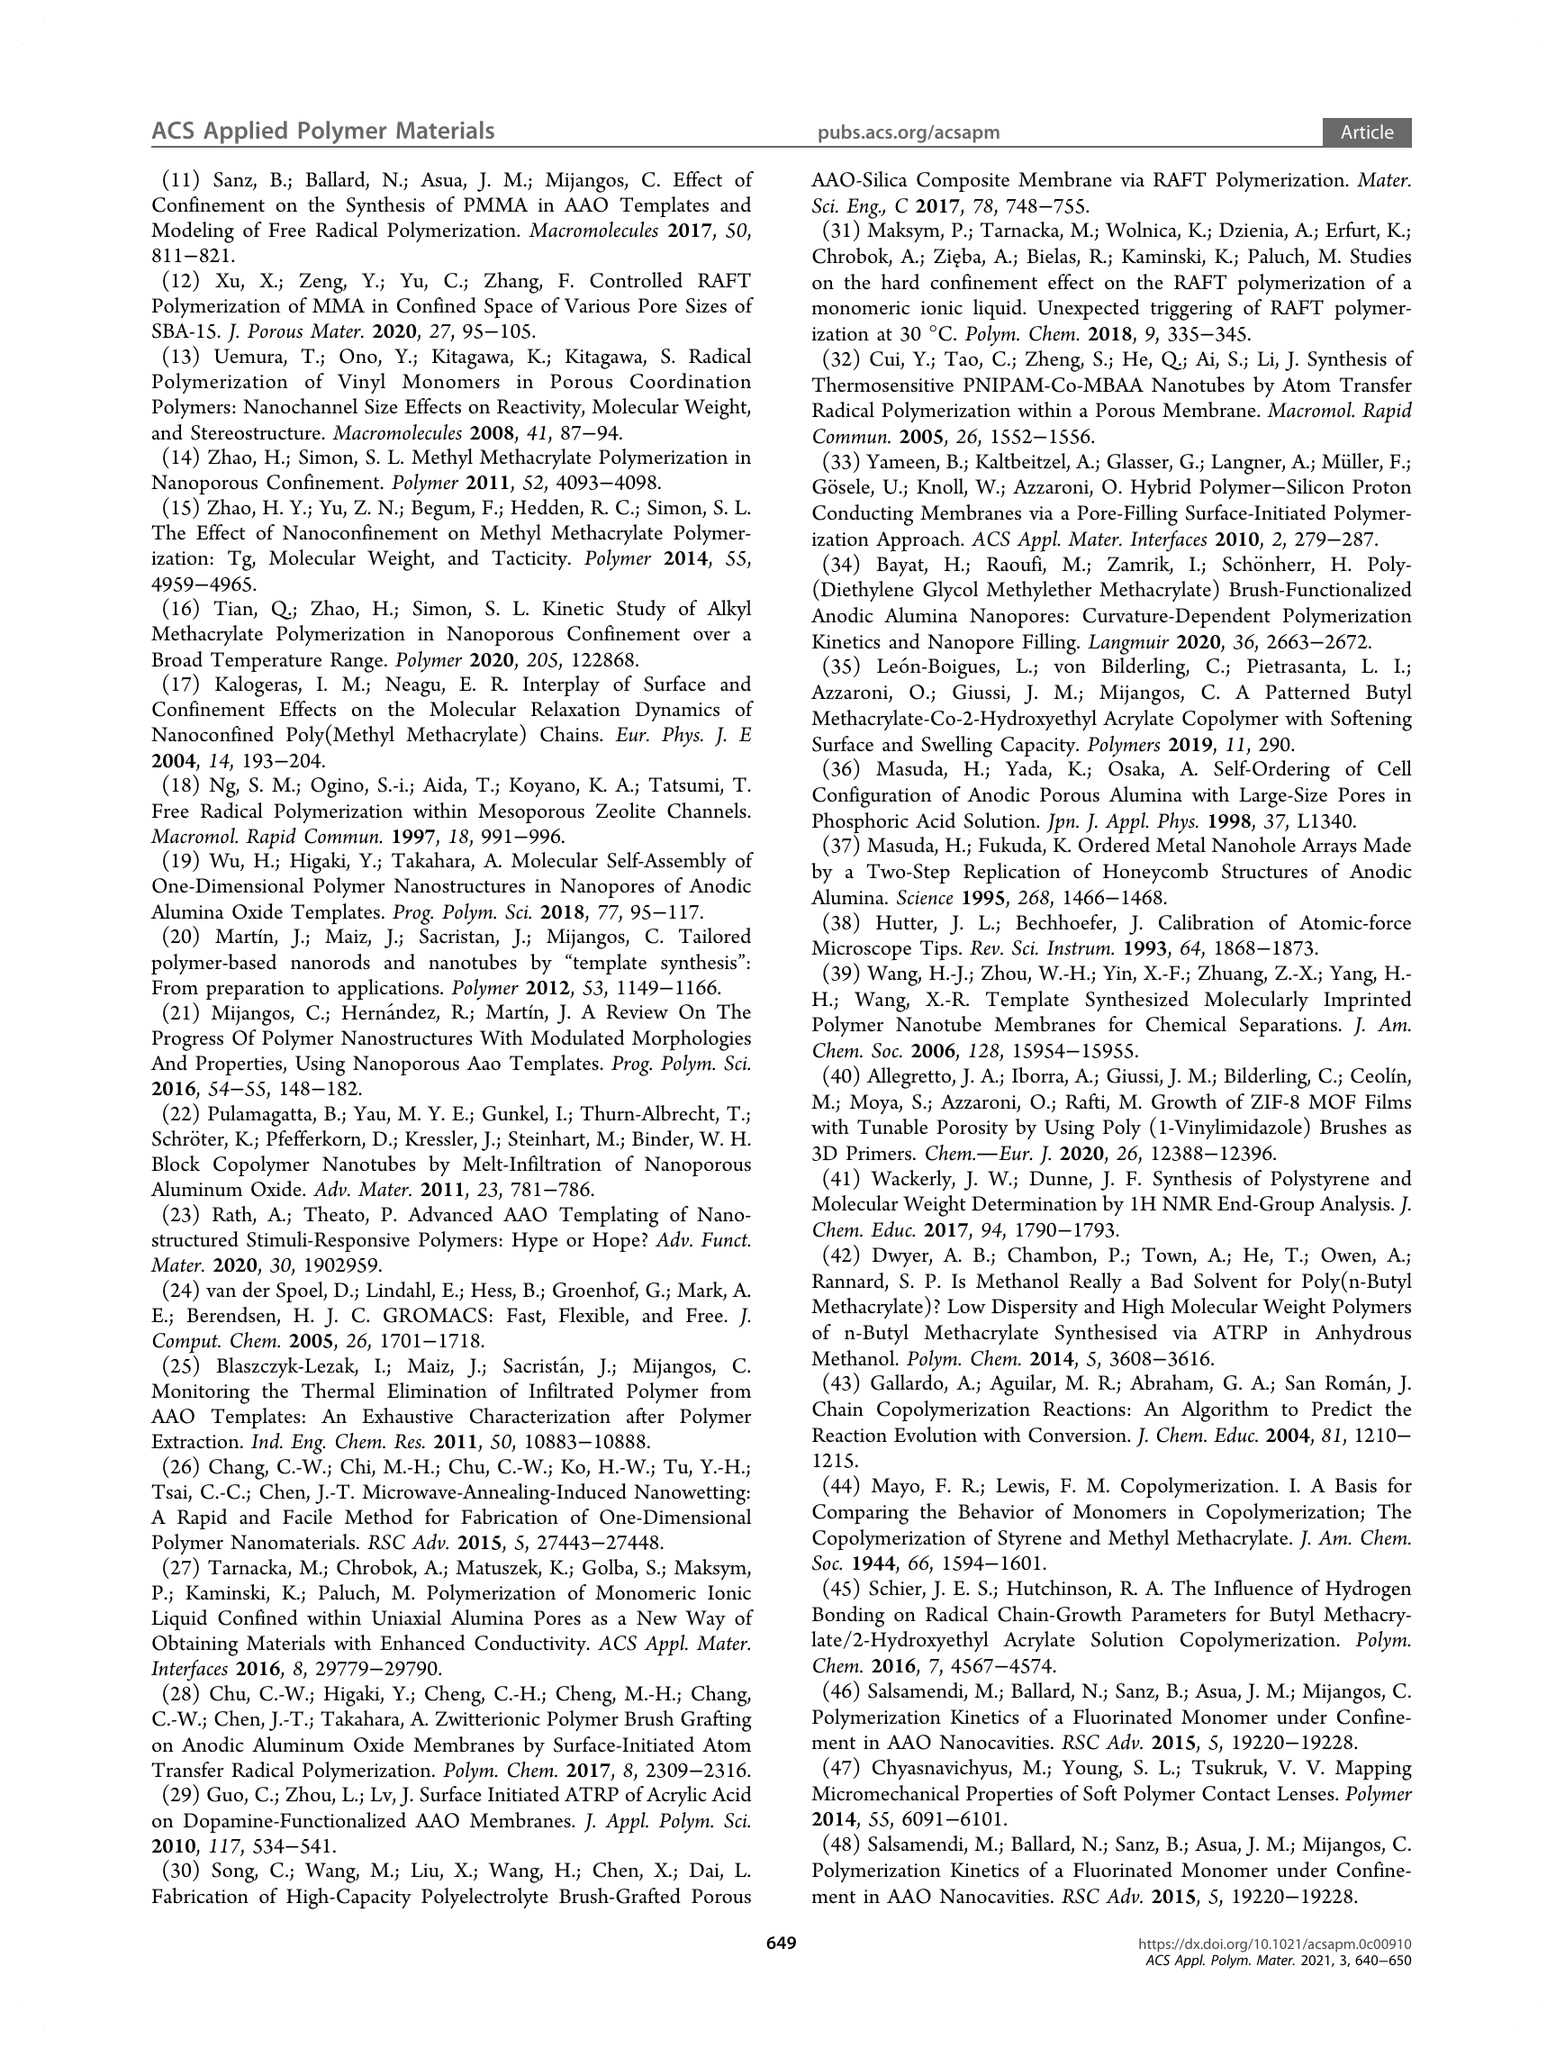 ACS Applied Polymer Materials
pubs.acs.org/acsapm
Article
(11) Sanz, B.; Ballard, N.; Asua, J. M.; Mijangos, C. Effect of
Confinement on the Synthesis of PMMA in AAO Templates and
Modeling of Free Radical Polymerization. Macromolecules 2017, 50,
811−821.
(12) Xu, X.; Zeng, Y.; Yu, C.; Zhang, F. Controlled RAFT
Polymerization of MMA in Confined Space of Various Pore Sizes of
SBA-15. J. Porous Mater. 2020, 27, 95−105.
(13) Uemura, T.; Ono, Y.; Kitagawa, K.; Kitagawa, S. Radical
Polymerization of Vinyl Monomers in Porous Coordination
Polymers: Nanochannel Size Effects on Reactivity, Molecular Weight,
and Stereostructure. Macromolecules 2008, 41, 87−94.
(14) Zhao, H.; Simon, S. L. Methyl Methacrylate Polymerization in
Nanoporous Confinement. Polymer 2011, 52, 4093−4098.
(15) Zhao, H. Y.; Yu, Z. N.; Begum, F.; Hedden, R. C.; Simon, S. L.
The Effect of Nanoconfinement on Methyl Methacrylate Polymer-
ization: Tg, Molecular Weight, and Tacticity. Polymer 2014, 55,
4959−4965.
(16) Tian, Q.; Zhao, H.; Simon, S. L. Kinetic Study of Alkyl
Methacrylate Polymerization in Nanoporous Confinement over a
Broad Temperature Range. Polymer 2020, 205, 122868.
(17) Kalogeras, I. M.; Neagu, E. R. Interplay of Surface and
Confinement Effects on the Molecular Relaxation Dynamics of
Nanoconfined Poly(Methyl Methacrylate) Chains. Eur. Phys. J. E
2004, 14, 193−204.
(18) Ng, S. M.; Ogino, S.-i.; Aida, T.; Koyano, K. A.; Tatsumi, T.
Free Radical Polymerization within Mesoporous Zeolite Channels.
Macromol. Rapid Commun. 1997, 18, 991−996.
(19) Wu, H.; Higaki, Y.; Takahara, A. Molecular Self-Assembly of
One-Dimensional Polymer Nanostructures in Nanopores of Anodic
Alumina Oxide Templates. Prog. Polym. Sci. 2018, 77, 95−117.
(20) Martín, J.; Maiz, J.; Sacristan, J.; Mijangos, C. Tailored
polymer-based nanorods and nanotubes by “template synthesis”:
From preparation to applications. Polymer 2012, 53, 1149−1166.
(21) Mijangos, C.; Hernández, R.; Martín, J. A Review On The
Progress Of Polymer Nanostructures With Modulated Morphologies
And Properties, Using Nanoporous Aao Templates. Prog. Polym. Sci.
2016, 54−55, 148−182.
(22) Pulamagatta, B.; Yau, M. Y. E.; Gunkel, I.; Thurn-Albrecht, T.;
Schröter, K.; Pfefferkorn, D.; Kressler, J.; Steinhart, M.; Binder, W. H.
Block Copolymer Nanotubes by Melt-Infiltration of Nanoporous
Aluminum Oxide. Adv. Mater. 2011, 23, 781−786.
(23) Rath, A.; Theato, P. Advanced AAO Templating of Nano-
structured Stimuli-Responsive Polymers: Hype or Hope? Adv. Funct.
Mater. 2020, 30, 1902959.
(24) van der Spoel, D.; Lindahl, E.; Hess, B.; Groenhof, G.; Mark, A.
E.; Berendsen, H. J. C. GROMACS: Fast, Flexible, and Free. J.
Comput. Chem. 2005, 26, 1701−1718.
(25) Blaszczyk-Lezak, I.; Maiz, J.; Sacristán, J.; Mijangos, C.
Monitoring the Thermal Elimination of Infiltrated Polymer from
AAO Templates: An Exhaustive Characterization after Polymer
Extraction. Ind. Eng. Chem. Res. 2011, 50, 10883−10888.
(26) Chang, C.-W.; Chi, M.-H.; Chu, C.-W.; Ko, H.-W.; Tu, Y.-H.;
Tsai, C.-C.; Chen, J.-T. Microwave-Annealing-Induced Nanowetting:
A Rapid and Facile Method for Fabrication of One-Dimensional
Polymer Nanomaterials. RSC Adv. 2015, 5, 27443−27448.
(27) Tarnacka, M.; Chrobok, A.; Matuszek, K.; Golba, S.; Maksym,
P.; Kaminski, K.; Paluch, M. Polymerization of Monomeric Ionic
Liquid Confined within Uniaxial Alumina Pores as a New Way of
Obtaining Materials with Enhanced Conductivity. ACS Appl. Mater.
Interfaces 2016, 8, 29779−29790.
(28) Chu, C.-W.; Higaki, Y.; Cheng, C.-H.; Cheng, M.-H.; Chang,
C.-W.; Chen, J.-T.; Takahara, A. Zwitterionic Polymer Brush Grafting
on Anodic Aluminum Oxide Membranes by Surface-Initiated Atom
Transfer Radical Polymerization. Polym. Chem. 2017, 8, 2309−2316.
(29) Guo, C.; Zhou, L.; Lv, J. Surface Initiated ATRP of Acrylic Acid
on Dopamine-Functionalized AAO Membranes. J. Appl. Polym. Sci.
2010, 117, 534−541.
(30) Song, C.; Wang, M.; Liu, X.; Wang, H.; Chen, X.; Dai, L.
Fabrication of High-Capacity Polyelectrolyte Brush-Grafted Porous
AAO-Silica Composite Membrane via RAFT Polymerization. Mater.
Sci. Eng., C 2017, 78, 748−755.
(31) Maksym, P.; Tarnacka, M.; Wolnica, K.; Dzienia, A.; Erfurt, K.;
Chrobok, A.; Zięba, A.; Bielas, R.; Kaminski, K.; Paluch, M. Studies
on the hard confinement effect on the RAFT polymerization of a
monomeric ionic liquid. Unexpected triggering of RAFT polymer-
ization at 30 °C. Polym. Chem. 2018, 9, 335−345.
(32) Cui, Y.; Tao, C.; Zheng, S.; He, Q.; Ai, S.; Li, J. Synthesis of
Thermosensitive PNIPAM-Co-MBAA Nanotubes by Atom Transfer
Radical Polymerization within a Porous Membrane. Macromol. Rapid
Commun. 2005, 26, 1552−1556.
(33) Yameen, B.; Kaltbeitzel, A.; Glasser, G.; Langner, A.; Müller, F.;
Gösele, U.; Knoll, W.; Azzaroni, O. Hybrid Polymer−Silicon Proton
Conducting Membranes via a Pore-Filling Surface-Initiated Polymer-
ization Approach. ACS Appl. Mater. Interfaces 2010, 2, 279−287.
(34) Bayat, H.; Raoufi, M.; Zamrik, I.; Schönherr, H. Poly-
(Diethylene Glycol Methylether Methacrylate) Brush-Functionalized
Anodic Alumina Nanopores: Curvature-Dependent Polymerization
Kinetics and Nanopore Filling. Langmuir 2020, 36, 2663−2672.
(35) León-Boigues, L.; von Bilderling, C.; Pietrasanta, L. I.;
Azzaroni, O.; Giussi, J. M.; Mijangos, C. A Patterned Butyl
Methacrylate-Co-2-Hydroxyethyl Acrylate Copolymer with Softening
Surface and Swelling Capacity. Polymers 2019, 11, 290.
(36) Masuda, H.; Yada, K.; Osaka, A. Self-Ordering of Cell
Configuration of Anodic Porous Alumina with Large-Size Pores in
Phosphoric Acid Solution. Jpn. J. Appl. Phys. 1998, 37, L1340.
(37) Masuda, H.; Fukuda, K. Ordered Metal Nanohole Arrays Made
by a Two-Step Replication of Honeycomb Structures of Anodic
Alumina. Science 1995, 268, 1466−1468.
(38) Hutter, J. L.; Bechhoefer, J. Calibration of Atomic-force
Microscope Tips. Rev. Sci. Instrum. 1993, 64, 1868−1873.
(39) Wang, H.-J.; Zhou, W.-H.; Yin, X.-F.; Zhuang, Z.-X.; Yang, H.-
H.; Wang, X.-R. Template Synthesized Molecularly Imprinted
Polymer Nanotube Membranes for Chemical Separations. J. Am.
Chem. Soc. 2006, 128, 15954−15955.
(40) Allegretto, J. A.; Iborra, A.; Giussi, J. M.; Bilderling, C.; Ceolín,
M.; Moya, S.; Azzaroni, O.; Rafti, M. Growth of ZIF-8 MOF Films
with Tunable Porosity by Using Poly (1-Vinylimidazole) Brushes as
3D Primers. Chem.—Eur. J. 2020, 26, 12388−12396.
(41) Wackerly, J. W.; Dunne, J. F. Synthesis of Polystyrene and
Molecular Weight Determination by 1H NMR End-Group Analysis. J.
Chem. Educ. 2017, 94, 1790−1793.
(42) Dwyer, A. B.; Chambon, P.; Town, A.; He, T.; Owen, A.;
Rannard, S. P. Is Methanol Really a Bad Solvent for Poly(n-Butyl
Methacrylate)? Low Dispersity and High Molecular Weight Polymers
of n-Butyl Methacrylate Synthesised via ATRP in Anhydrous
Methanol. Polym. Chem. 2014, 5, 3608−3616.
(43) Gallardo, A.; Aguilar, M. R.; Abraham, G. A.; San Román, J.
Chain Copolymerization Reactions: An Algorithm to Predict the
Reaction Evolution with Conversion. J. Chem. Educ. 2004, 81, 1210−
1215.
(44) Mayo, F. R.; Lewis, F. M. Copolymerization. I. A Basis for
Comparing the Behavior of Monomers in Copolymerization; The
Copolymerization of Styrene and Methyl Methacrylate. J. Am. Chem.
Soc. 1944, 66, 1594−1601.
(45) Schier, J. E. S.; Hutchinson, R. A. The Influence of Hydrogen
Bonding on Radical Chain-Growth Parameters for Butyl Methacry-
late/2-Hydroxyethyl Acrylate Solution Copolymerization. Polym.
Chem. 2016, 7, 4567−4574.
(46) Salsamendi, M.; Ballard, N.; Sanz, B.; Asua, J. M.; Mijangos, C.
Polymerization Kinetics of a Fluorinated Monomer under Confine-
ment in AAO Nanocavities. RSC Adv. 2015, 5, 19220−19228.
(47) Chyasnavichyus, M.; Young, S. L.; Tsukruk, V. V. Mapping
Micromechanical Properties of Soft Polymer Contact Lenses. Polymer
2014, 55, 6091−6101.
(48) Salsamendi, M.; Ballard, N.; Sanz, B.; Asua, J. M.; Mijangos, C.
Polymerization Kinetics of a Fluorinated Monomer under Confine-
ment in AAO Nanocavities. RSC Adv. 2015, 5, 19220−19228.
649
https://dx.doi.org/10.1021/acsapm.0c00910
ACS Appl. Polym. Mater. 2021, 3, 640−650